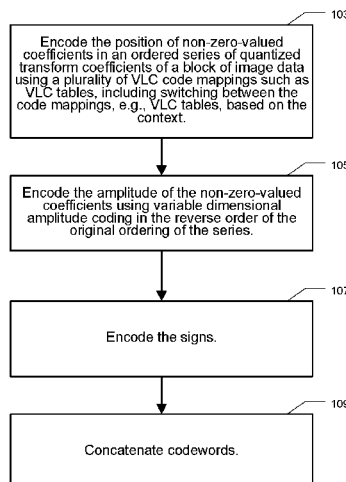 103
Encode the position of non-zero-valued
coefficients in an ordered series of quantized
transform coefficients of a block of image data
using a plurality of VLC code mappings such as
VLC tables, including switching between the
code mappings, e.g., VLC tables, based on the
context.
105
Encode the amplitude of the non-zero-valued
coefficients using variable dimensional
amplitude coding in the reverse order of the
original ordering of the series.
107
Encode the signs.
109
Concatenate codewords.